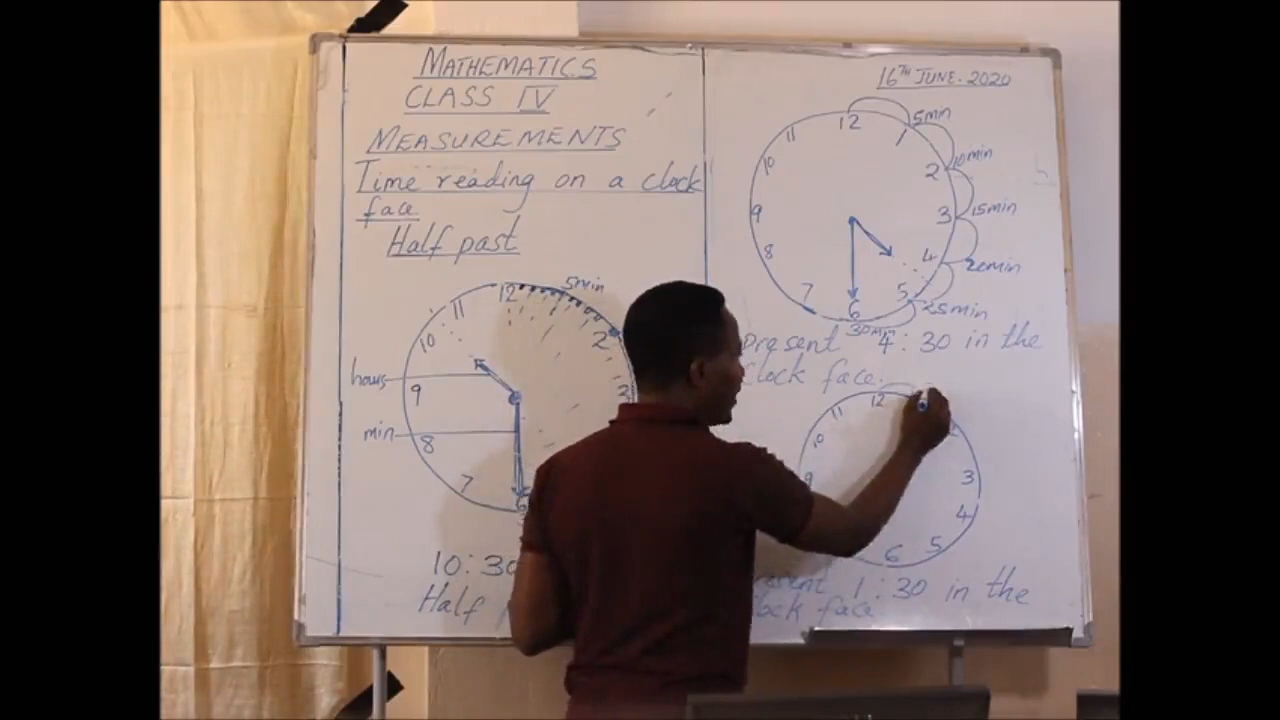 MATHEMATICS
CLASS IV
MEASUREMENTS
Time reading on a clock
face
Half past
12
5min
11
10
2
hours
9
3
min
8
7
6
10:30
Half
16TH JUNE. 2020
12
5min
11
1
10
2
10min
9
3
15min
8
4
20min
7
5
25min
6
30min
Present 4:30 in the
Clock face.
12
11
10
9
3
4
5
6
1:30 in the
face